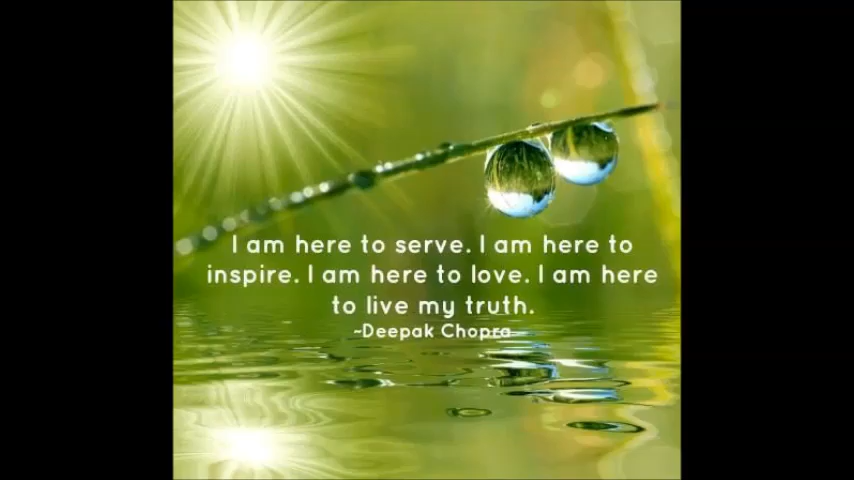 I am here to serve. I am here to
inspire. I am here to love. I am here
to live my truth.
~Deepak Chopra